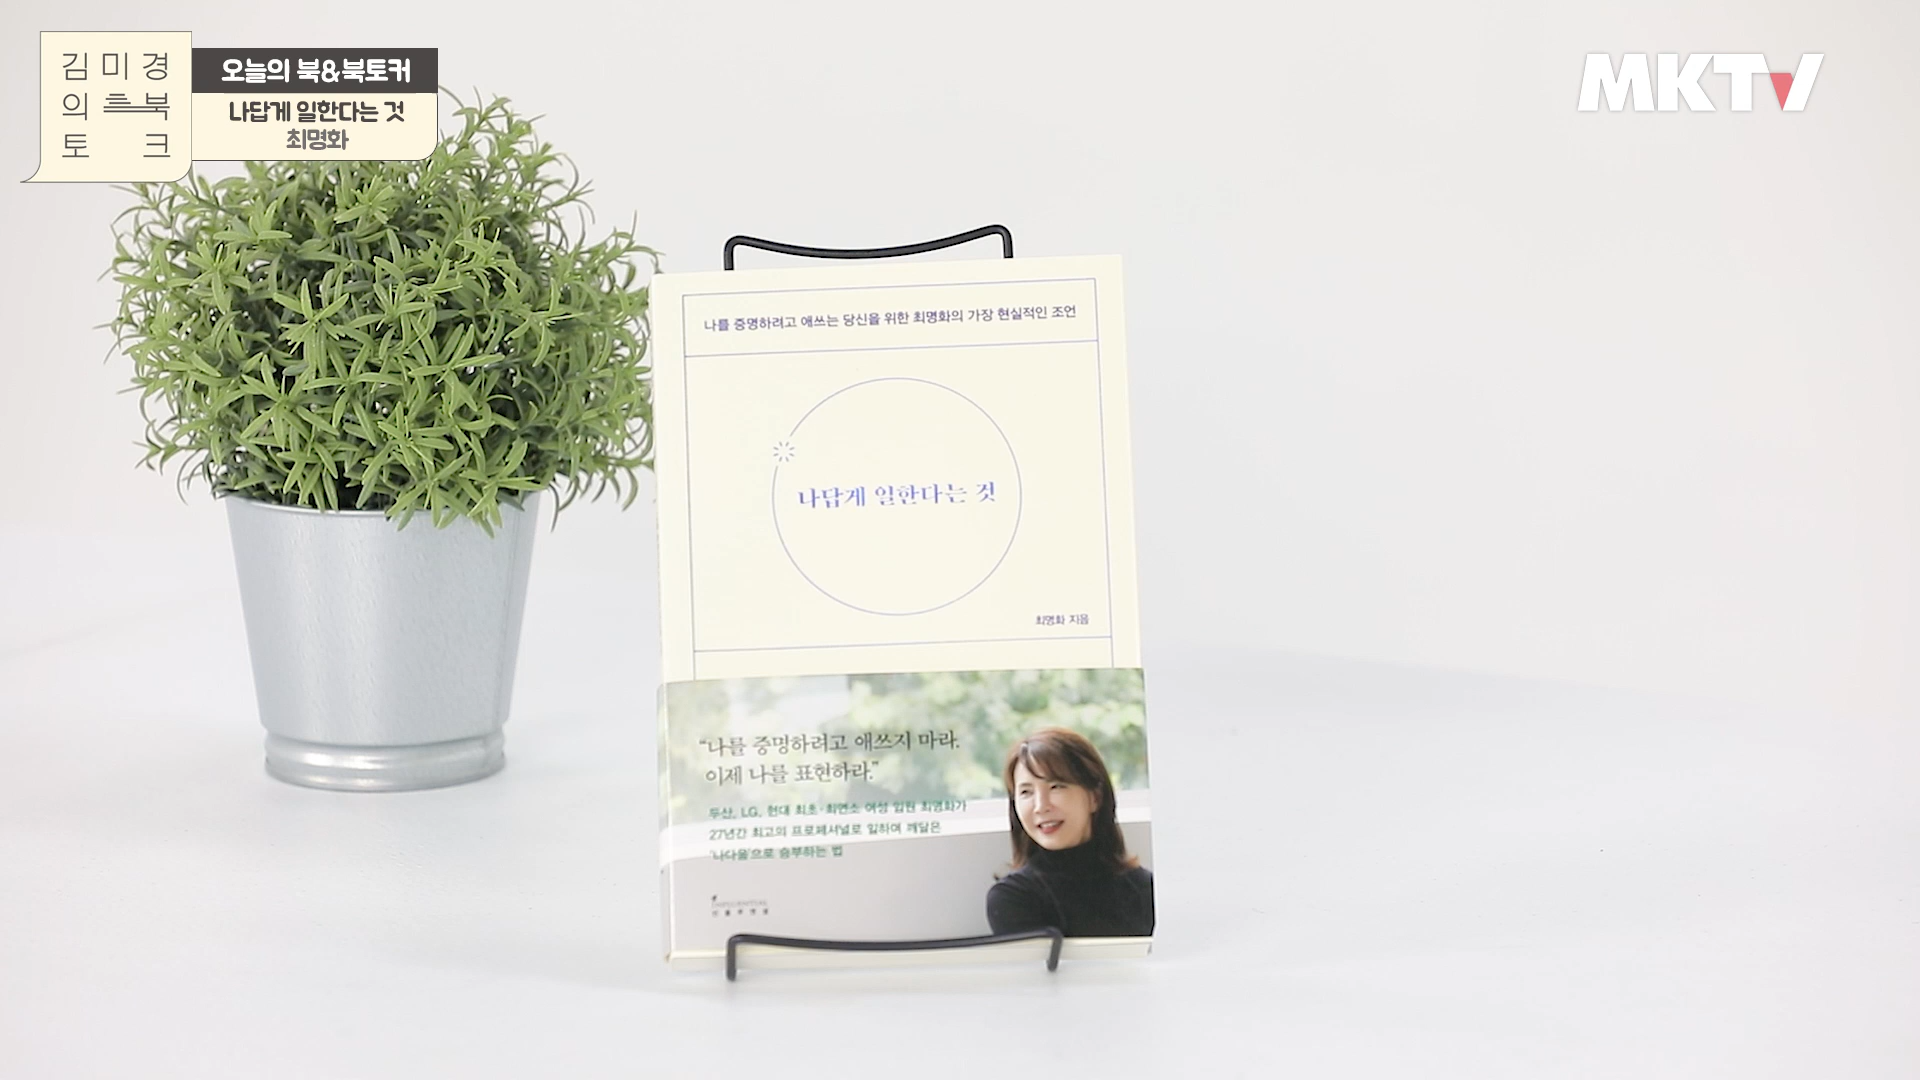 김미경
의 북
토크
오늘의 북&북토커
나답게 일한다는 것
최명화
MKTV
나를 증명하려고 애쓰는 당신을 위한 최명화의 가장 현실적인 조언
나답게 일한다는 것
최명화 지음
“나를 증명하려고 애쓰지 마라.
이제 나를 표현하라.”
두산, LG, 현대 최초·최연소 여성 임원 최명화가
27년간 최고의 프로페셔널로 일하며 깨달은
‘나다움’으로 승부하는 법